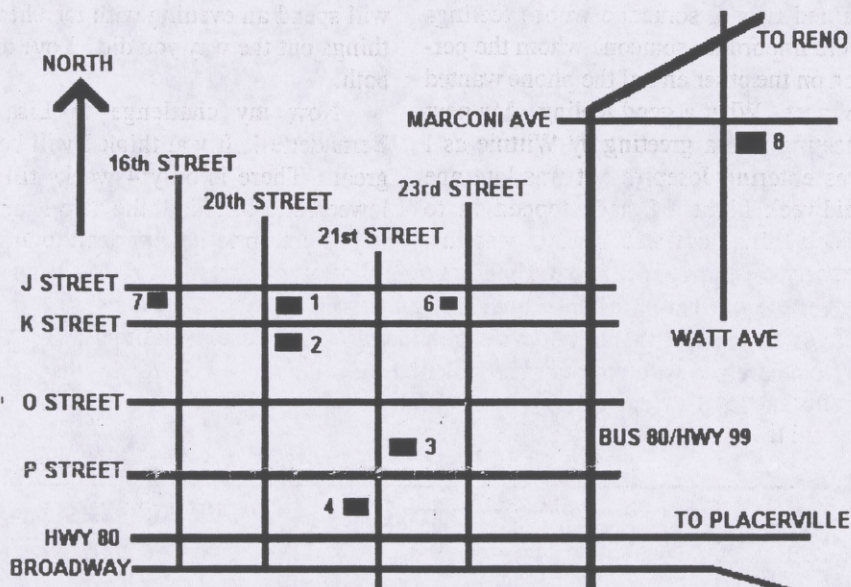 TO RENO
NORTH
MARCONI AVE
8
16th STREET
20th STREET
23rd STREET
21st STREET
J STREET
7
1
6
K STREET
WATT AVE
2
O STREET
BUS 80/HWY 99
3
P STREET
4
TO PLACERVILLE
HWY 80
BROADWAY